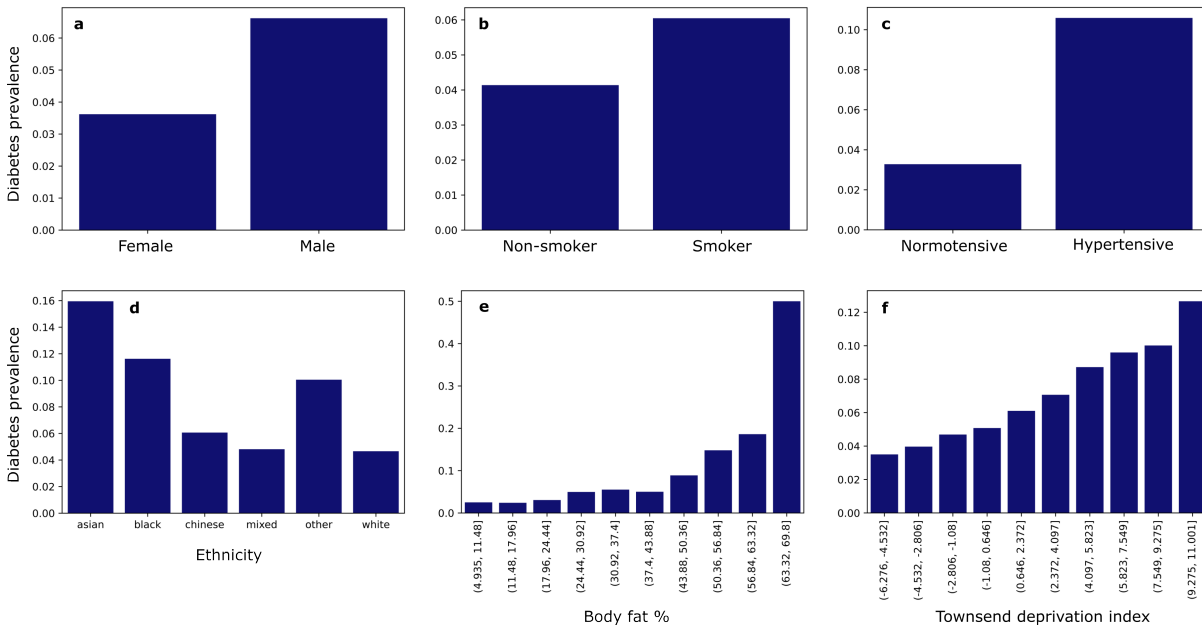 a
Diabetes prevalence
0.06
0.05
0.04
0.03
0.02
0.01
0.00
Female
Male
b
0.06
0.05
0.04
0.03
0.02
0.01
0.00
Non-smoker
Smoker
c
0.10
0.08
0.06
0.04
0.02
0.00
Normotensive
Hypertensive
d
Diabetes prevalence
0.16
0.14
0.12
0.10
0.08
0.06
0.04
0.02
0.00
asian
black
chinese
mixed
other
white
Ethnicity
e
0.5
0.4
0.3
0.2
0.1
0.0
(4.935, 11.48]
(11.48, 17.96]
(17.96, 24.44]
(24.44, 30.92]
(30.92, 37.4]
(37.4, 43.88]
(43.88, 50.36]
(50.36, 56.84]
(56.84, 63.32]
(63.32, 69.8]
Body fat %
f
0.12
0.10
0.08
0.06
0.04
0.02
0.00
(-6.276, -4.532]
(-4.532, -2.806]
(-2.806, -1.08]
(-1.08, 0.646]
(0.646, 2.372]
(2.372, 4.097]
(4.097, 5.823]
(5.823, 7.549]
(7.549, 9.275]
(9.275, 11.001]
Townsend deprivation index